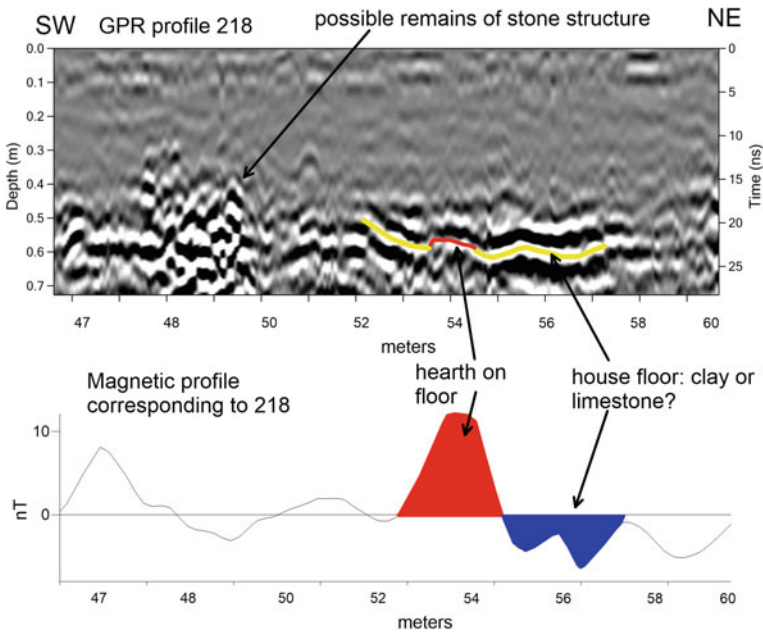 SW
GPR profile 218
possible remains of stone structure
NE
0.0
0.1
0.2
0.3
0.4
0.5
0.6
0.7
Depth (m)
0
5
10
15
20
25
Time (ns)
47
48
50
52
54
56
58
60
meters
Magnetic profile
corresponding to 218
hearth on
floor
house floor: clay or
limestone?
10
0
nT
47
48
50
52
54
56
58
60
meters